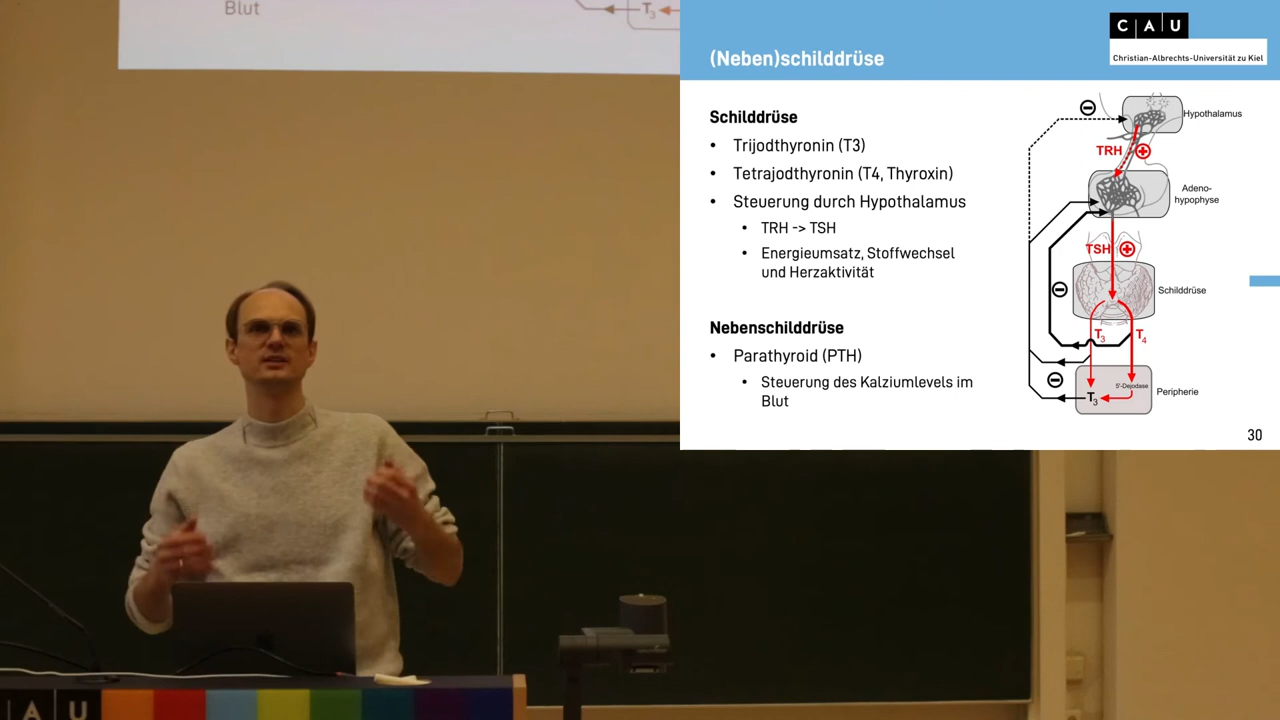 Blut
T3
(Neben)schilddrüse
C A U
Christian-Albrechts-Universität zu Kiel
Schilddrüse
• Trijodthyronin (T3)
• Tetrajodthyronin (T4, Thyroxin)
• Steuerung durch Hypothalamus
• TRH -> TSH
• Energieumsatz, Stoffwechsel
und Herzaktivität
Nebenschilddrüse
• Parathyroid (PTH)
• Steuerung des Kalziumlevels im
Blut
Hypothalamus
TRH
Adeno-
hypophyse
TSH
Schilddrüse
T3
T4
5'-Dejodase
T3
Peripherie
30
A U